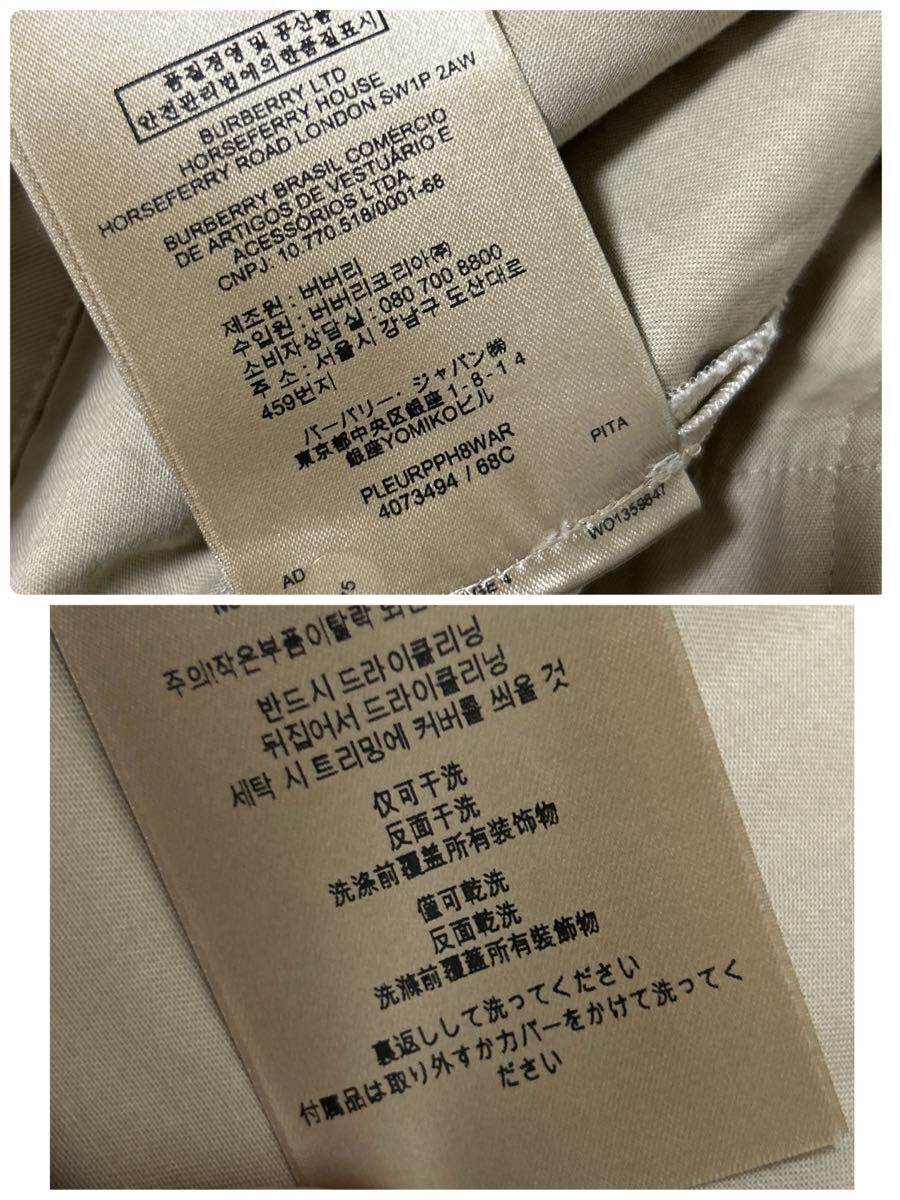 품질경영 및 공산품
안전관리법에의한품질표시
BURBERRY LTD
HORSEFERRY HOUSE
HORSEFERRY ROAD LONDON SW1P 2AW
BURBERRY BRASIL COMERCIO
DE ARTIGOS DE VESTUÁRIO E
ACESSÓRIOS LTDA.
CNPJ: 10.770.518/0001-68
제조원 : 버버리
수입원 : 버버리코리아㈜
소비자상담실 : 080 700 8800
주 소 : 서울시 강남구 도산대로
459번지
バーバリー・ジャパン㈱
東京都中央区銀座 1 - 8 - 1 4
銀座YOMIKOビル
PLEURPPH8WAR
4073494 / 68C
PITA
AD
GE 4
WO1359847
주의!작은부품이탈락
반드시 드라이클리닝
뒤집어서 드라이클리닝
세탁 시 트리밍에 커버를 씌울 것
仅可干洗
反面干洗
洗涤前覆盖所有装饰物
僅可乾洗
反面乾洗
洗滌前覆蓋所有裝飾物
裏返しして洗ってください
付属品は取り外すかカバーをかけて洗ってく
ださい